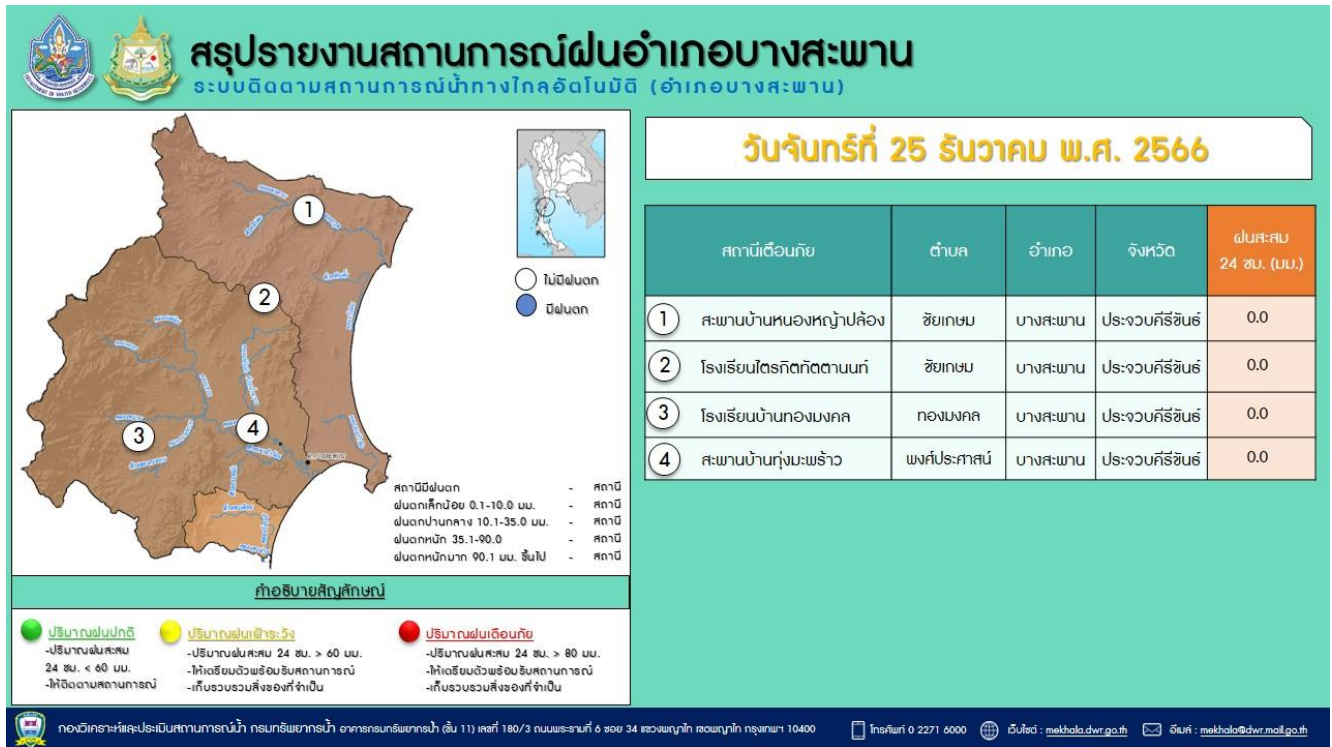 สรุปรายงานสถานการณ์ฝนอำเภอบางสะพาน
ระบบติดตามสถานการณ์น้ำทางไกลอัตโนมัติ (อำเภอบางสะพาน)
วันจันทร์ที่ 25 ธันวาคม พ.ศ. 2566
1
2
3
4
ไม่มีฝนตก
มีฝนตก
สถานีมีฝนตก - สถานี
ฝนตกเล็กน้อย 0.1-10.0 มม. - สถานี
ฝนตกปานกลาง 10.1-35.0 มม. - สถานี
ฝนตกหนัก 35.1-90.0 - สถานี
ฝนตกหนักมาก 90.1 มม. ขึ้นไป - สถานี
คำอธิบายสัญลักษณ์
ปริมาณฝนปกติ
-ปริมาณฝนสะสม
24 ชม. < 60 มม.
-ให้ติดตามสถานการณ์
ปริมาณฝนเฝ้าระวัง
-ปริมาณฝนสะสม 24 ชม. > 60 มม.
-ให้เตรียมตัวพร้อมรับสถานการณ์
-เก็บรวบรวมสิ่งของที่จำเป็น
ปริมาณฝนเตือนภัย
-ปริมาณฝนสะสม 24 ชม. > 80 มม.
-ให้เตรียมตัวพร้อมรับสถานการณ์
-เก็บรวบรวมสิ่งของที่จำเป็น
สถานีเตือนภัย ตำบล อำเภอ จังหวัด ฝนสะสม
24 ชม. (มม.)
1 สะพานบ้านหนองหญ้าปล้อง ชัยเกษม บางสะพาน ประจวบคีรีขันธ์ 0.0
2 โรงเรียนไตรกิตทัตตานนท์ ชัยเกษม บางสะพาน ประจวบคีรีขันธ์ 0.0
3 โรงเรียนบ้านทองมงคล ทองมงคล บางสะพาน ประจวบคีรีขันธ์ 0.0
4 สะพานบ้านทุ่งมะพร้าว พงศ์ประศาสน์ บางสะพาน ประจวบคีรีขันธ์ 0.0
กองวิเคราะห์และประเมินสถานการณ์น้ำ กรมทรัพยากรน้ำ อาคารกรมทรัพยากรน้ำ (ชั้น 11) เลขที่ 180/3 ถนนพระรามที่ 6 ซอย 34 แขวงพญาไท เขตพญาไท กรุงเทพฯ 10400 โทรศัพท์ 0 2271 6000 เว็บไซต์ : mekhala.dwr.go.th อีเมล์ : mekhala@dwr.mail.go.th